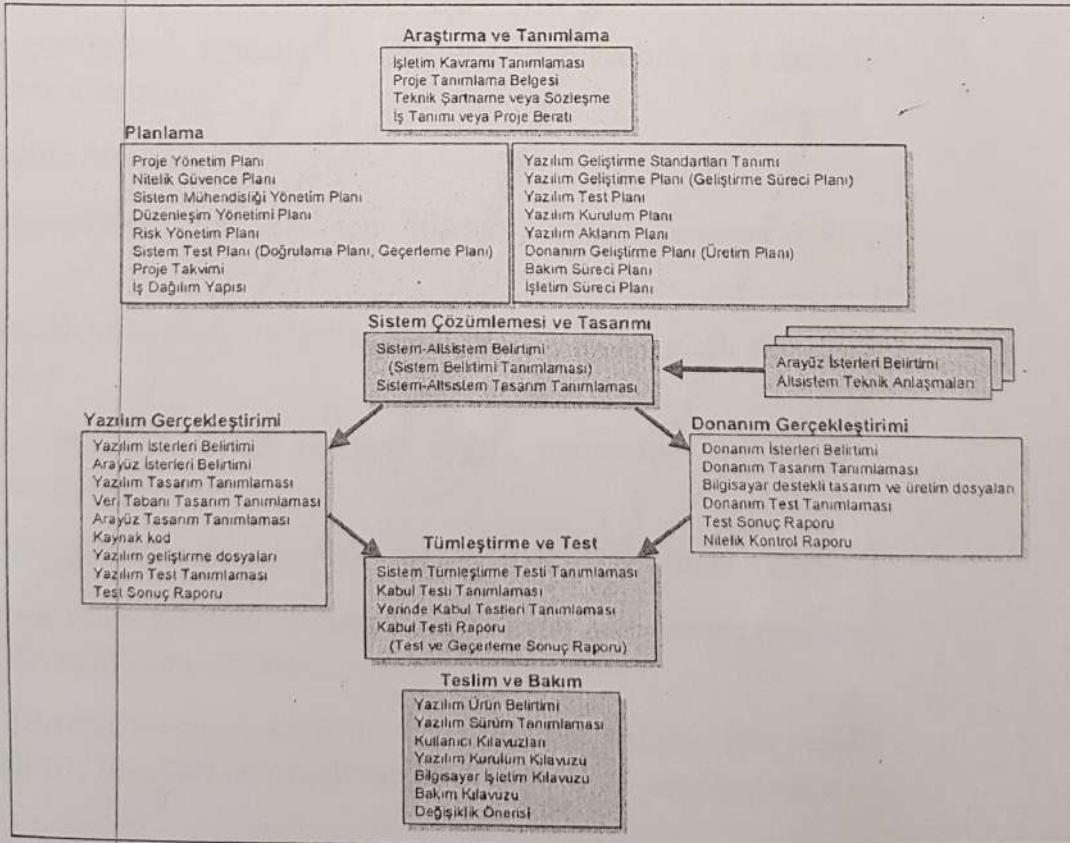 Araştırma ve Tanımlama
İşletim Kavramı Tanımlaması
Proje Tanımlama Belgesi
Teknik Şartname veya Sözleşme
İş Tanımı veya Proje Beratı
Planlama
Proje Yönetim Planı
Nitelik Güvence Planı
Sistem Mühendisliği Yönetim Planı
Düzenleşim Yönetimi Planı
Risk Yönetim Planı
Sistem Test Planı (Doğrulama Planı, Geçerleme Planı)
Proje Takvimi
İş Dağılım Yapısı
Yazılım Geliştirme Standartları Tanımı
Yazılım Geliştirme Planı (Geliştirme Süreci Planı)
Yazılım Test Planı
Yazılım Kurulum Planı
Yazılım Aktarım Planı
Donanım Geliştirme Planı (Üretim Planı)
Bakım Süreci Planı
İşletim Süreci Planı
Sistem Çözümlemesi ve Tasarımı
Sistem-Altsistem Belirtimi
(Sistem Belirtimi Tanımlaması)
Sistem-Altsistem Tasarım Tanımlaması
Arayüz İsterleri Belirtimi
Altsistem Teknik Anlaşmaları
Yazılım Gerçekleştirimi
Yazılım İsterleri Belirtimi
Arayüz İsterleri Belirtimi
Yazılım Tasarım Tanımlaması
Veri Tabanı Tasarım Tanımlaması
Arayüz Tasarım Tanımlaması
Kaynak kod
Yazılım geliştirme dosyaları
Yazılım Test Tanımlaması
Test Sonuç Raporu
Donanım Gerçekleştirimi
Donanım İsterleri Belirtimi
Donanım Tasarım Tanımlaması
Bilgisayar destekli tasarım ve üretim dosyaları
Donanım Test Tanımlaması
Test Sonuç Raporu
Nitelik Kontrol Raporu
Tümleştirme ve Test
Sistem Tümleştirme Testi Tanımlaması
Kabul Testi Tanımlaması
Yerinde Kabul Testleri Tanımlaması
Kabul Testi Raporu
(Test ve Geçerleme Sonuç Raporu)
Teslim ve Bakım
Yazılım Ürün Belirtimi
Yazılım Sürüm Tanımlaması
Kullanıcı Kılavuzları
Yazılım Kurulum Kılavuzu
Bilgisayar İşletim Kılavuzu
Bakım Kılavuzu
Değişiklik Önerisi